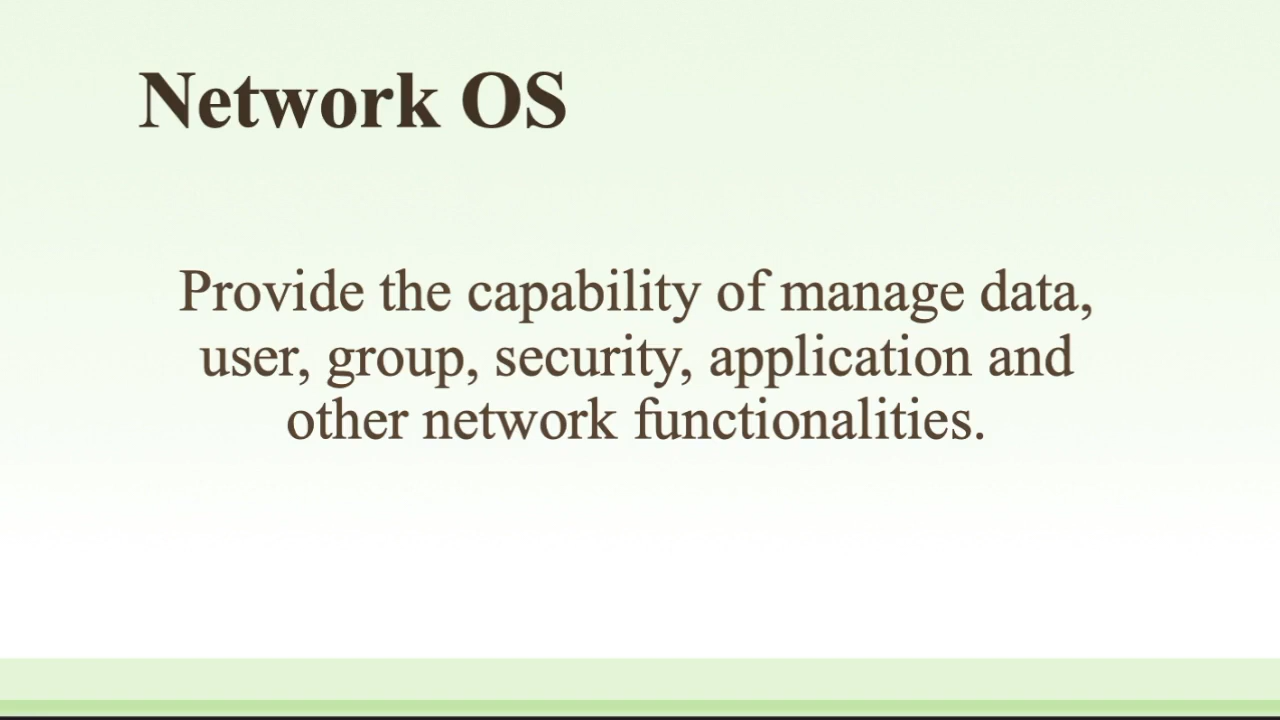 Network OS
Provide the capability of manage data,
user, group, security, application and
other network functionalities.